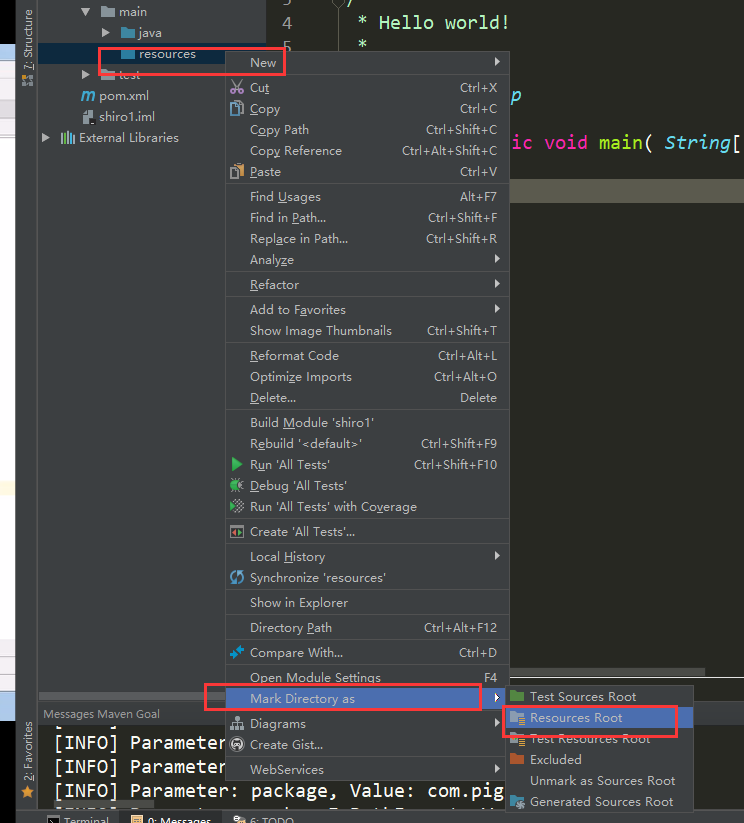 7: Structure
main
java
resources
test
pom.xml
shiro1.iml
External Libraries
4
* Hello world!
5
*
p
ic void main( String[
New
Cut Ctrl+X
Copy Ctrl+C
Copy Path Ctrl+Shift+C
Copy Reference Ctrl+Alt+Shift+C
Paste Ctrl+V
Find Usages Alt+F7
Find in Path... Ctrl+Shift+F
Replace in Path... Ctrl+Shift+R
Analyze
Refactor
Add to Favorites
Show Image Thumbnails Ctrl+Shift+T
Reformat Code Ctrl+Alt+L
Optimize Imports Ctrl+Alt+O
Delete... Delete
Build Module 'shiro1'
Rebuild '<default>' Ctrl+Shift+F9
Run 'All Tests' Ctrl+Shift+F10
Debug 'All Tests'
Run 'All Tests' with Coverage
Create 'All Tests'...
Local History
Synchronize 'resources'
Show in Explorer
Directory Path Ctrl+Alt+F12
Compare With... Ctrl+D
Open Module Settings F4
Mark Directory as
Diagrams
Create Gist...
WebServices
Test Sources Root
Resources Root
Test Resources Root
Excluded
Unmark as Sources Root
Generated Sources Root
2: Favorites
Messages Maven Goal
[INFO] Parameter
[INFO] Parameter
[INFO] Parameter: package, Value: com.pig
Terminal
0: Messages
6: TODO